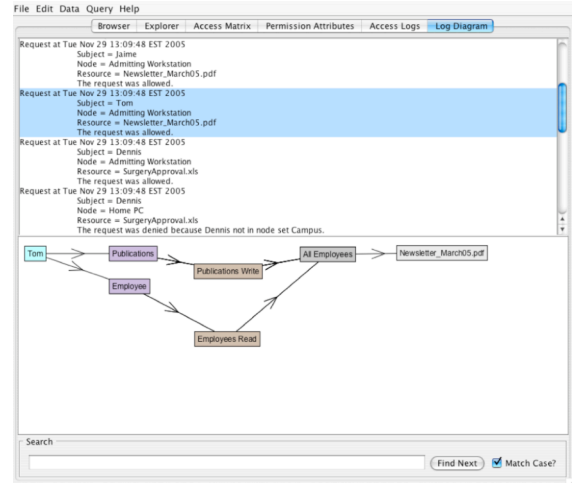 File Edit Data Query Help
Browser Explorer Access Matrix Permission Attributes Access Logs Log Diagram
Request at Tue Nov 29 13:09:48 EST 2005
Subject = Jaime
Node = Admitting Workstation
Resource = Newsletter_March05.pdf
The request was allowed.
Request at Tue Nov 29 13:09:48 EST 2005
Subject = Tom
Node = Admitting Workstation
Resource = Newsletter_March05.pdf
The request was allowed.
Request at Tue Nov 29 13:09:48 EST 2005
Subject = Dennis
Node = Admitting Workstation
Resource = SurgeryApproval.xls
The request was allowed.
Request at Tue Nov 29 13:09:48 EST 2005
Subject = Dennis
Node = Home PC
Resource = SurgeryApproval.xls
The request was denied because Dennis not in node set Campus.
Tom Publications All Employees Newsletter_March05.pdf
Publications Write
Employee
Employees Read
Search
Find Next Match Case?